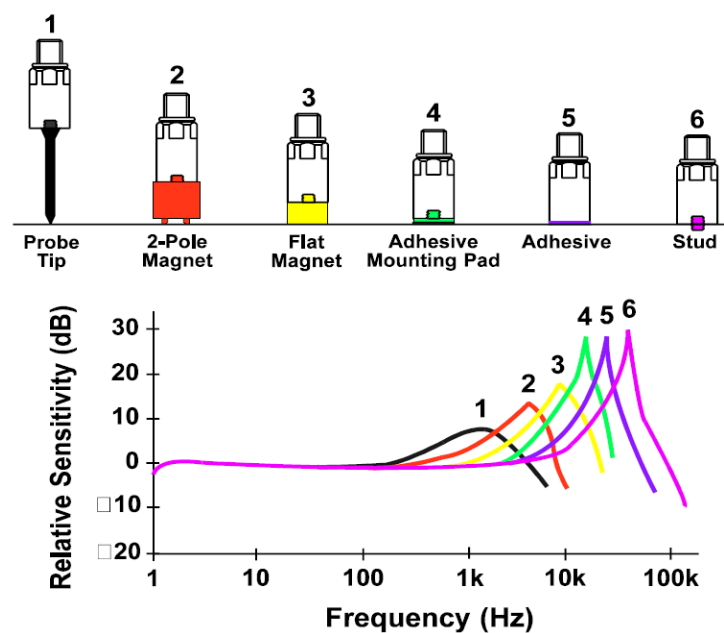 1
2
3
4
5
6
Probe Tip
2-Pole Magnet
Flat Magnet
Adhesive Mounting Pad
Adhesive
Stud
Relative Sensitivity (dB)
30
20
10
0
□10
□20
1
2
3
4
5
6
1
10
100
1k
10k
100k
Frequency (Hz)